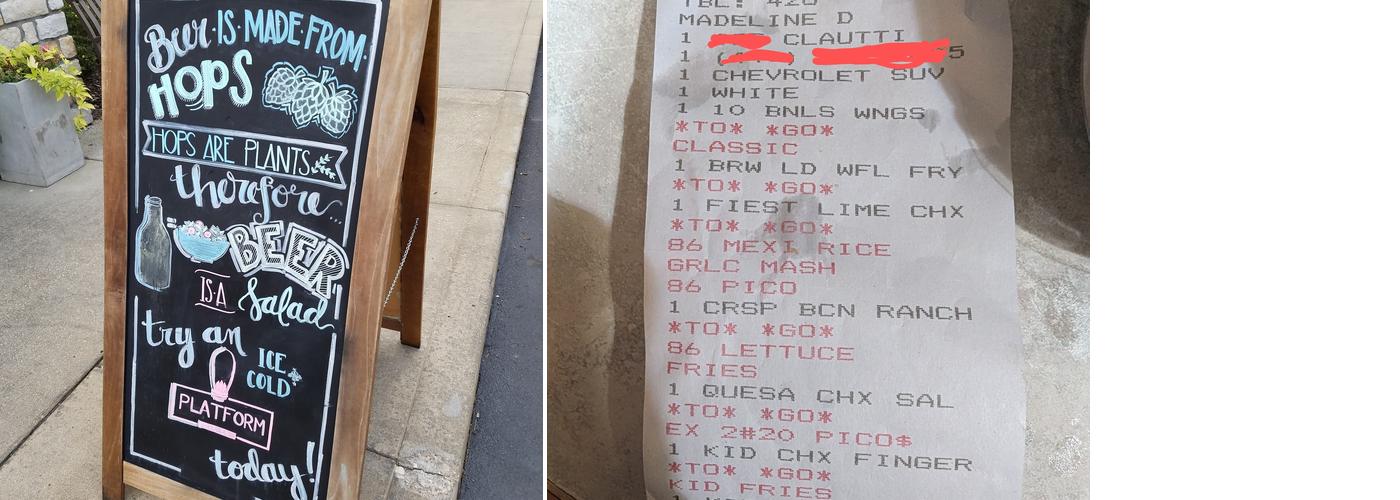 Beer·IS·MADE·FROM·
HOPS
HOPS ARE PLANTS
therefore...
BEER
IS·A salad
try an
ICE
COLD
PLATFORM
today!
TBL: 420
MADELINE D
1 CLAUTTI
1 5
1 CHEVROLET SUV
1 WHITE
1 10 BNLS WNGS
*TO* *GO*
CLASSIC
1 BRW LD WFL FRY
*TO* *GO*
1 FIEST LIME CHX
*TO* *GO*
86 MEXI RICE
GRLC MASH
86 PICO
1 CRSP BCN RANCH
*TO* *GO*
86 LETTUCE
FRIES
1 QUESA CHX SAL
*TO* *GO*
EX 2#20 PICO$
1 KID CHX FINGER
*TO* *GO*
KID FRIES